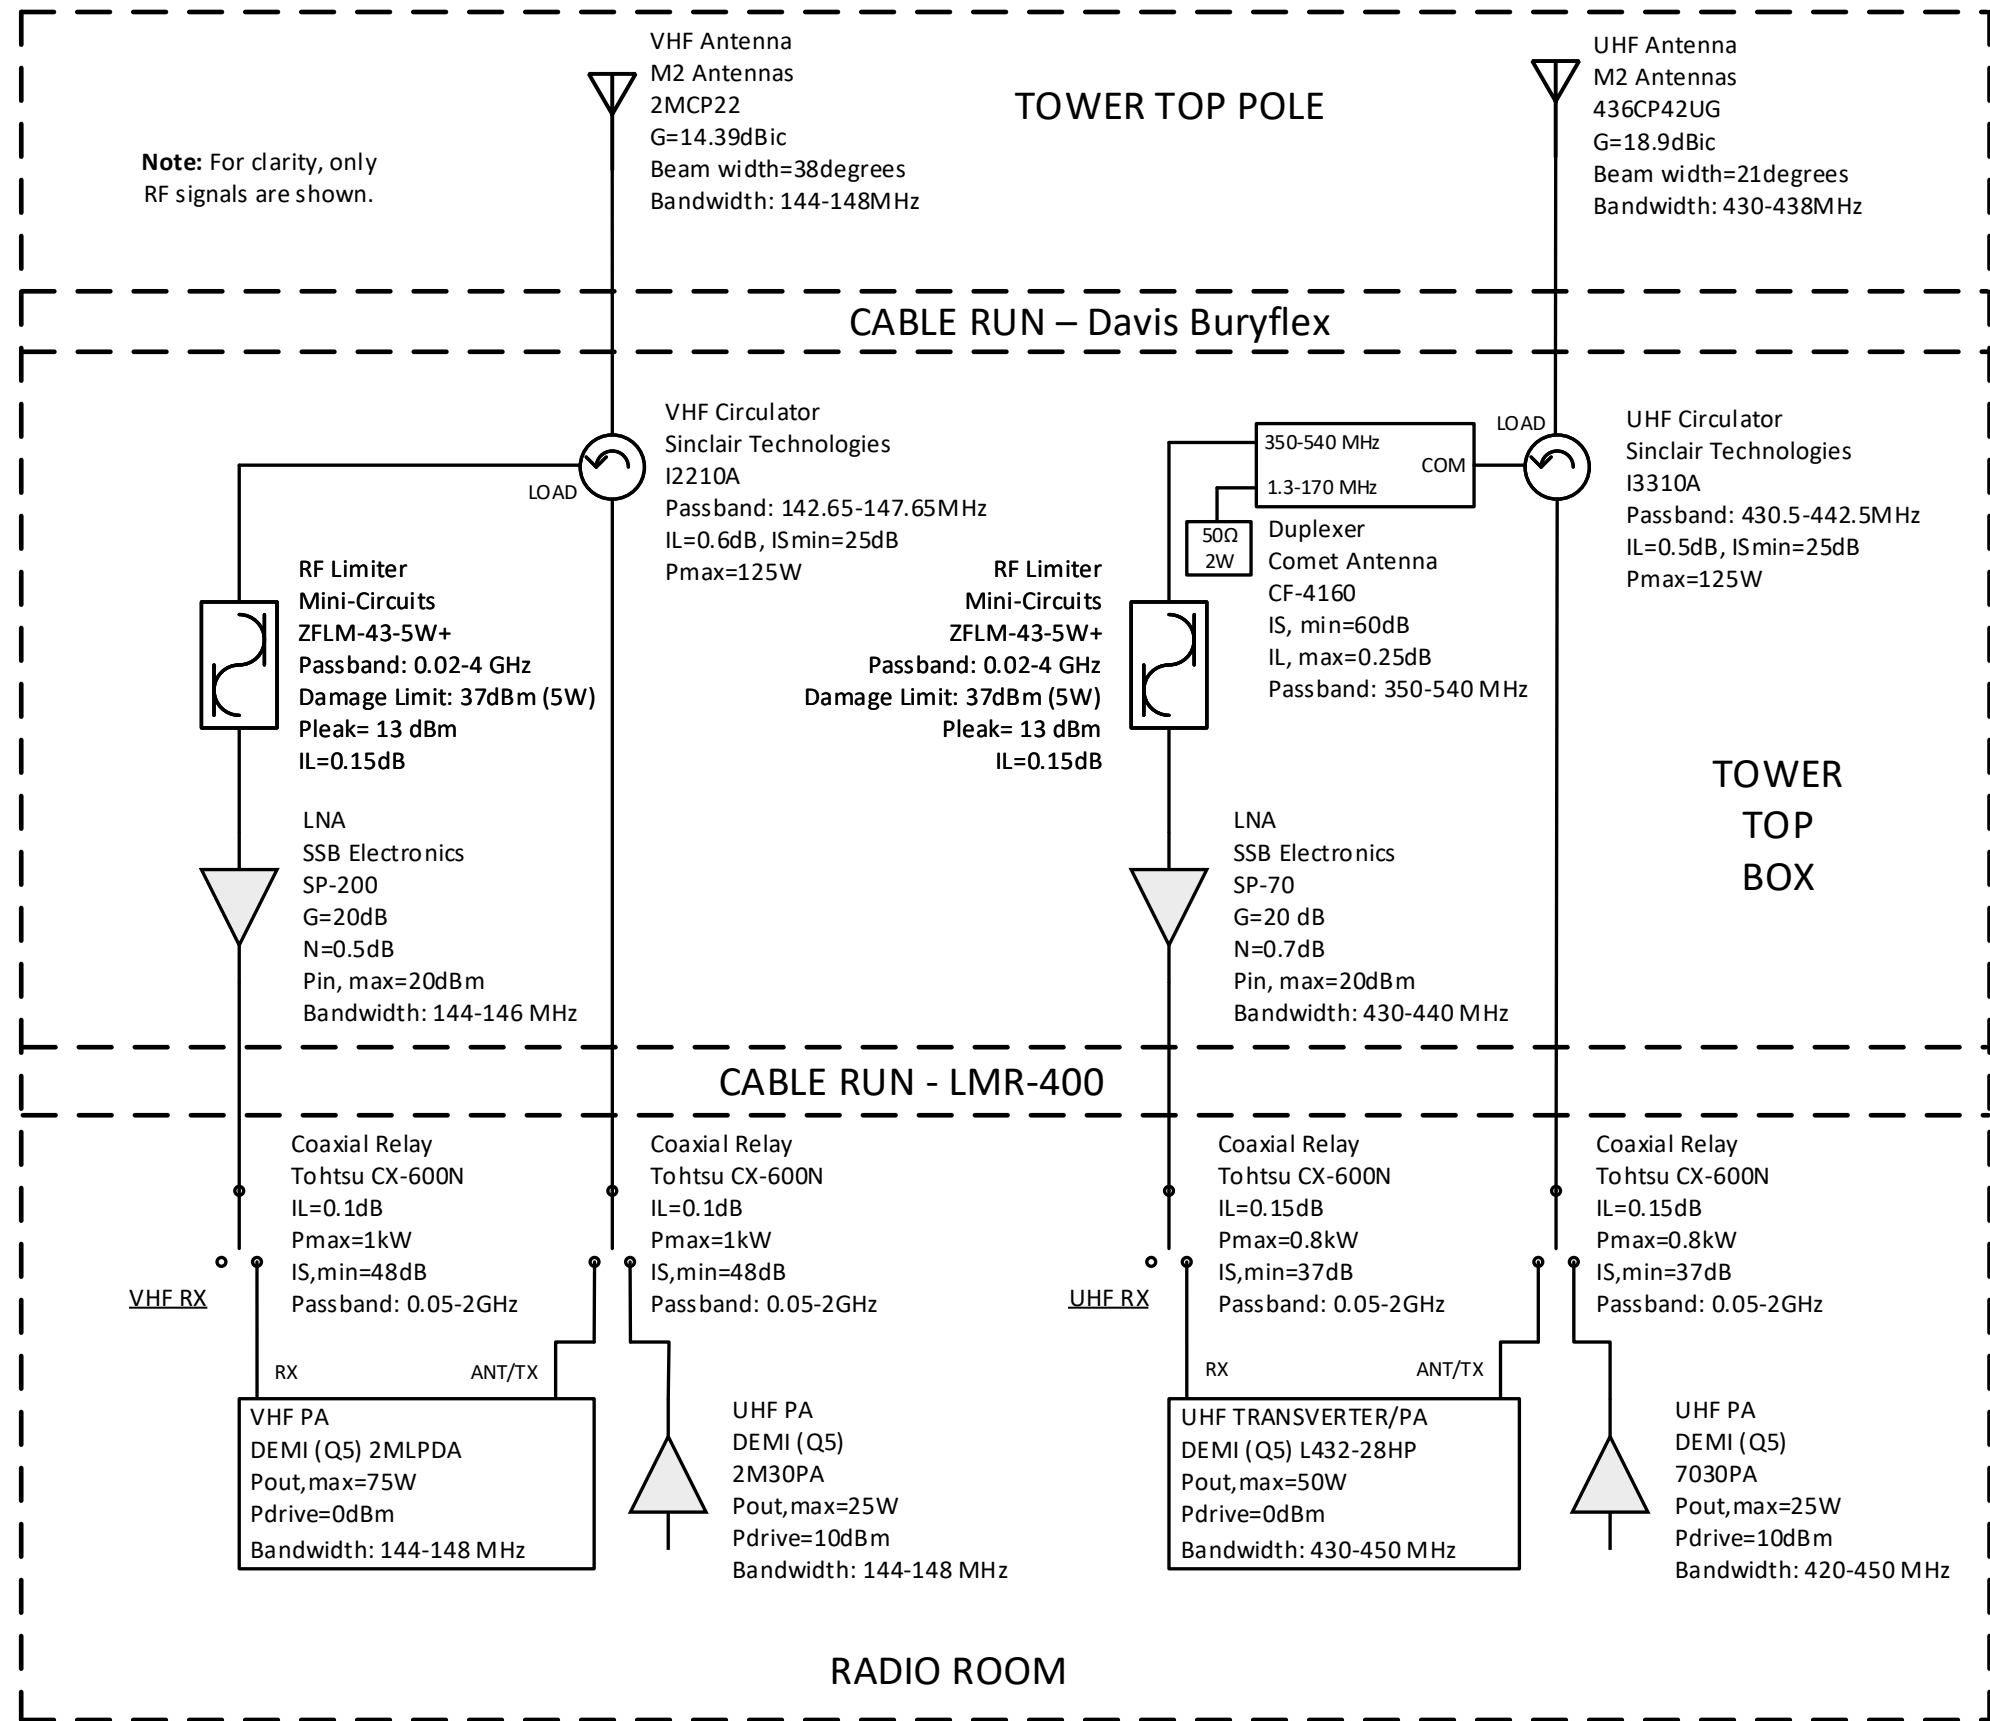 VHF Antenna
M2 Antennas
2MCP22
G=14.39dBic
Beam width=38degrees
Bandwidth: 144-148MHz
TOWER TOP POLE
UHF Antenna
M2 Antennas
436CP42UG
G=18.9dBic
Beam width=21degrees
Bandwidth: 430-438MHz
Note: For clarity, only
RF signals are shown.
CABLE RUN – Davis Buryflex
VHF Circulator
Sinclair Technologies
I2210A
Passband: 142.65-147.65MHz
IL=0.6dB, ISmin=25dB
Pmax=125W
LOAD
350-540 MHz
COM
1.3-170 MHz
LOAD
UHF Circulator
Sinclair Technologies
I3310A
Passband: 430.5-442.5MHz
IL=0.5dB, ISmin=25dB
Pmax=125W
50Ω
2W
Duplexer
Comet Antenna
CF-4160
IS, min=60dB
IL, max=0.25dB
Passband: 350-540 MHz
RF Limiter
Mini-Circuits
ZFLM-43-5W+
Passband: 0.02-4 GHz
Damage Limit: 37dBm (5W)
Pleak= 13 dBm
IL=0.15dB
RF Limiter
Mini-Circuits
ZFLM-43-5W+
Passband: 0.02-4 GHz
Damage Limit: 37dBm (5W)
Pleak= 13 dBm
IL=0.15dB
TOWER
TOP
BOX
LNA
SSB Electronics
SP-200
G=20dB
N=0.5dB
Pin, max=20dBm
Bandwidth: 144-146 MHz
LNA
SSB Electronics
SP-70
G=20 dB
N=0.7dB
Pin, max=20dBm
Bandwidth: 430-440 MHz
CABLE RUN - LMR-400
Coaxial Relay
Tohtsu CX-600N
IL=0.1dB
Pmax=1kW
IS,min=48dB
Passband: 0.05-2GHz
Coaxial Relay
Tohtsu CX-600N
IL=0.1dB
Pmax=1kW
IS,min=48dB
Passband: 0.05-2GHz
Coaxial Relay
Tohtsu CX-600N
IL=0.15dB
Pmax=0.8kW
IS,min=37dB
Passband: 0.05-2GHz
Coaxial Relay
Tohtsu CX-600N
IL=0.15dB
Pmax=0.8kW
IS,min=37dB
Passband: 0.05-2GHz
VHF RX
UHF RX
RX
ANT/TX
RX
ANT/TX
VHF PA
DEMI (Q5) 2MLPDA
Pout,max=75W
Pdrive=0dBm
Bandwidth: 144-148 MHz
UHF PA
DEMI (Q5)
2M30PA
Pout,max=25W
Pdrive=10dBm
Bandwidth: 144-148 MHz
UHF TRANSVERTER/PA
DEMI (Q5) L432-28HP
Pout,max=50W
Pdrive=0dBm
Bandwidth: 430-450 MHz
UHF PA
DEMI (Q5)
7030PA
Pout,max=25W
Pdrive=10dBm
Bandwidth: 420-450 MHz
RADIO ROOM